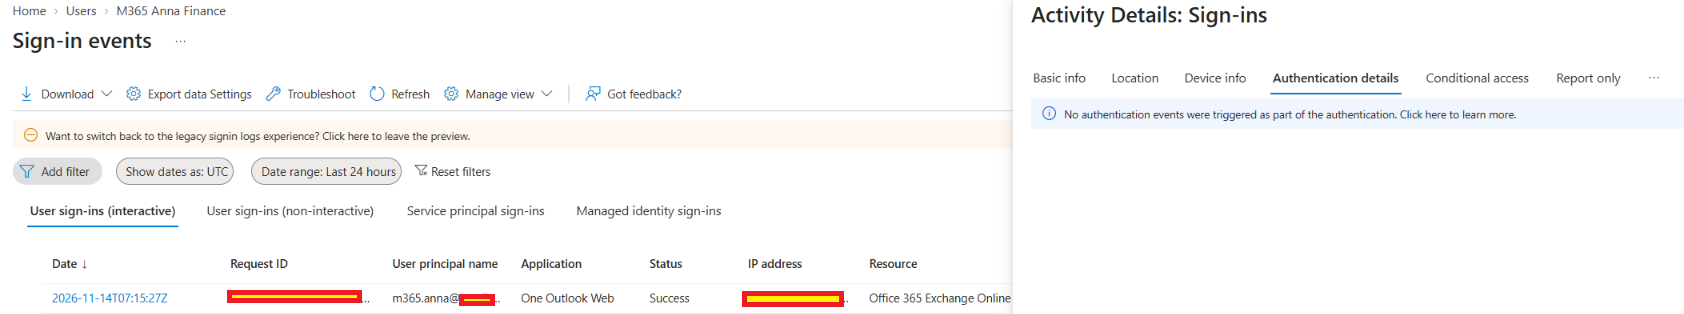 Home > Users > M365 Anna Finance
Sign-in events ...
Download Export data Settings Troubleshoot Refresh Manage view Got feedback?
Want to switch back to the legacy signin logs experience? Click here to leave the preview.
Add filter Show dates as: UTC Date range: Last 24 hours Reset filters
User sign-ins (interactive) User sign-ins (non-interactive) Service principal sign-ins Managed identity sign-ins
Date ↓ Request ID User principal name Application Status IP address Resource
2026-11-14T07:15:27Z ... m365.anna@ ... One Outlook Web Success ... Office 365 Exchange Online
Activity Details: Sign-ins
Basic info Location Device info Authentication details Conditional access Report only ...
No authentication events were triggered as part of the authentication. Click here to learn more.